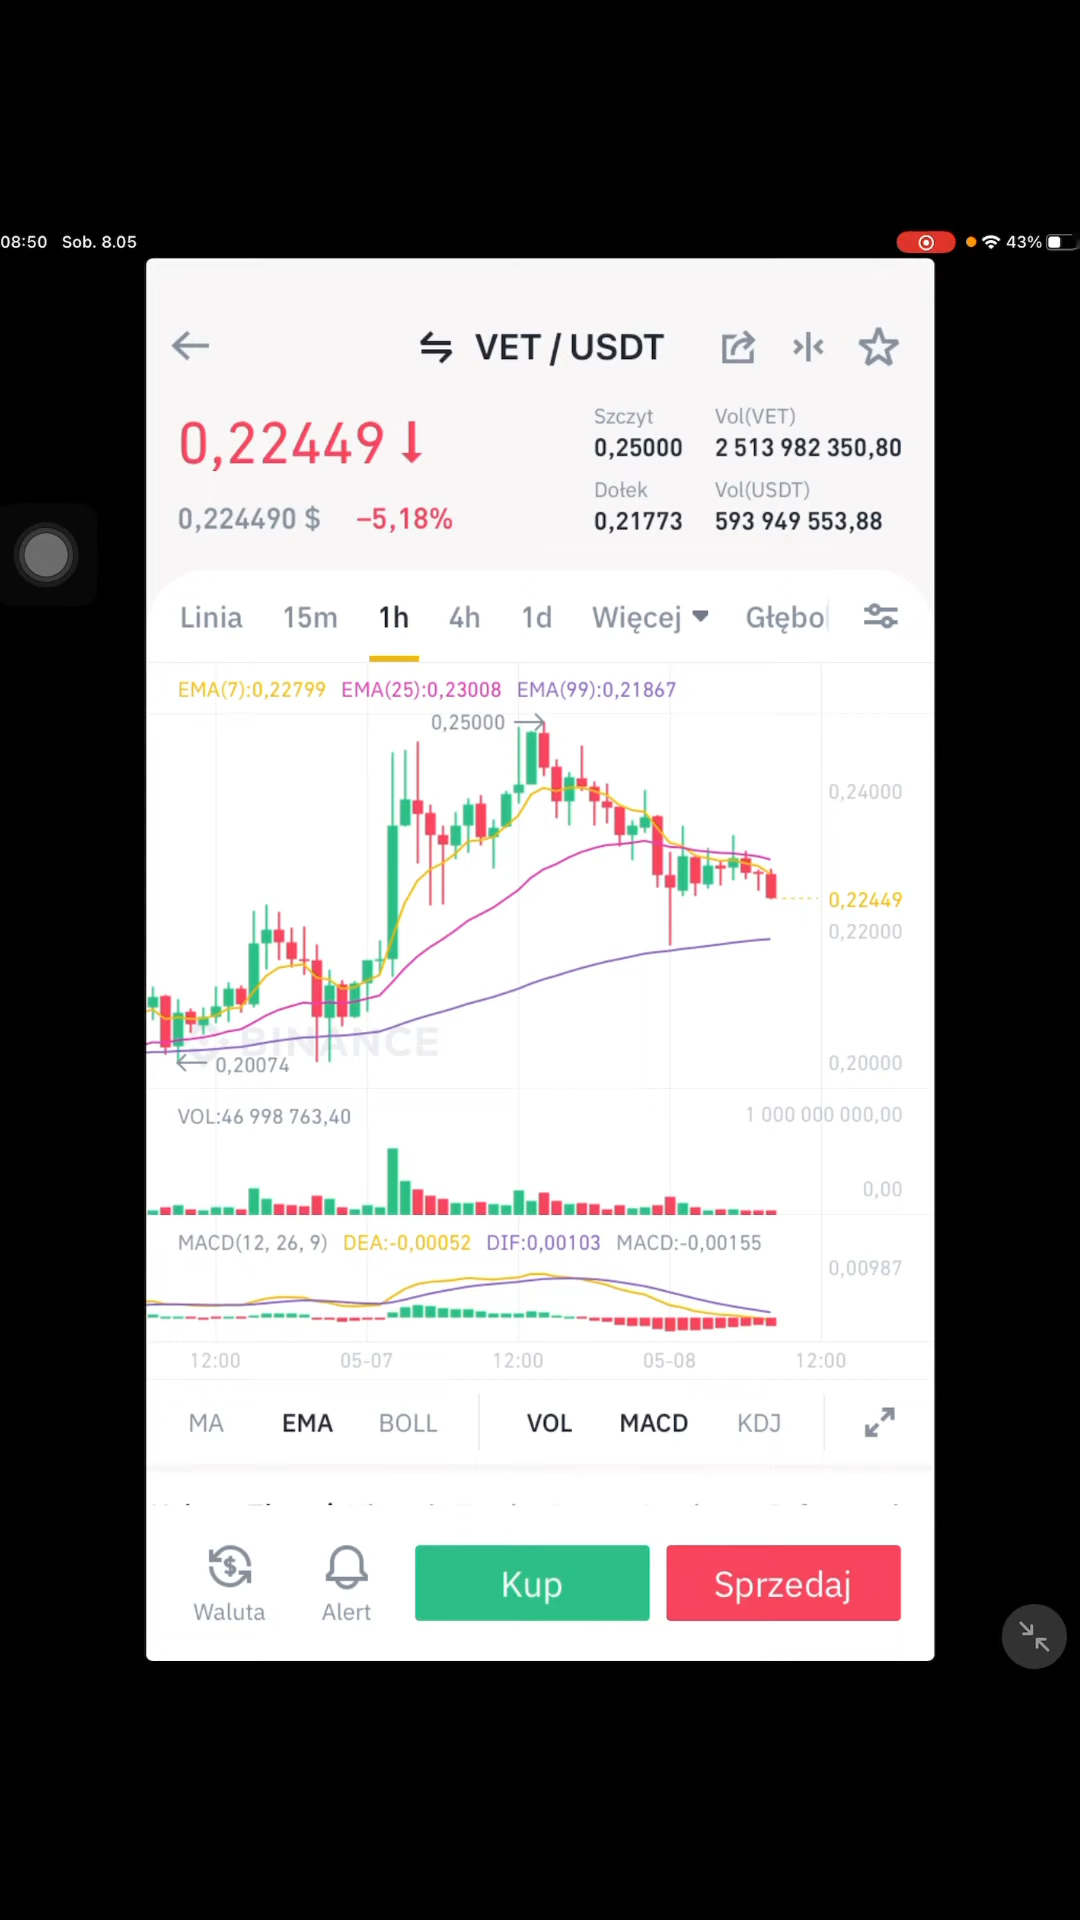 08:50 Sob. 8.05 43%
VET / USDT
0,22449
0,224490 $ −5,18%
Szczyt Vol(VET)
0,25000 2 513 982 350,80
Dołek Vol(USDT)
0,21773 593 949 553,88
Linia 15m 1h 4h 1d Więcej Głębo
EMA(7):0,22799 EMA(25):0,23008 EMA(99):0,21867
0,25000
0,24000
0,22449
0,22000
BINANCE
0,20074
0,20000
VOL:46 998 763,40
1 000 000 000,00
0,00
MACD(12, 26, 9) DEA:-0,00052 DIF:0,00103 MACD:-0,00155
0,00987
12:00 05-07 12:00 05-08 12:00
MA EMA BOLL VOL MACD KDJ
Waluta Alert Kup Sprzedaj